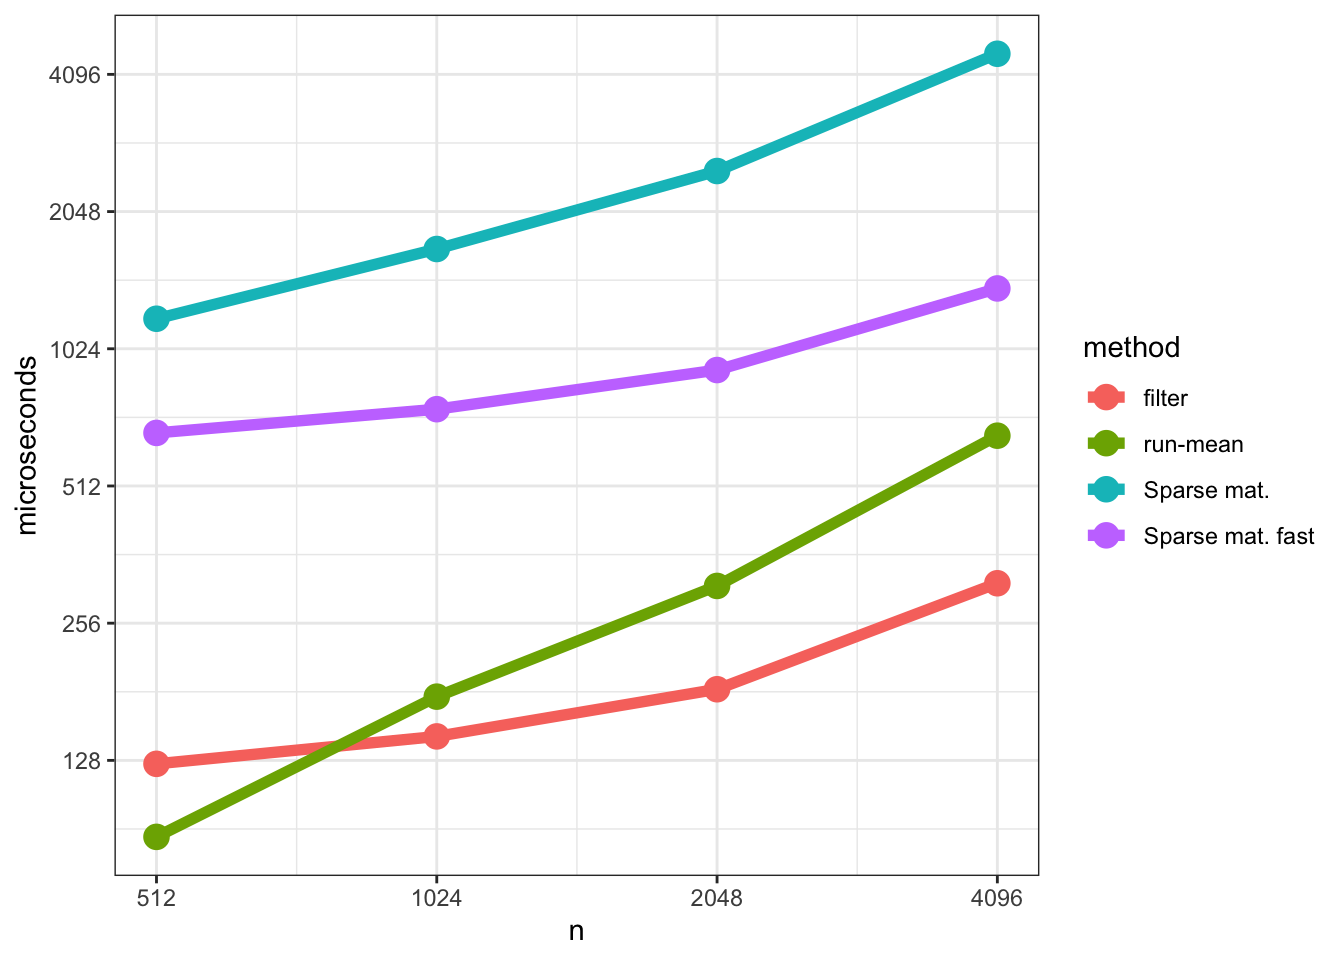 4096
2048
1024
512
256
128
microseconds
512
1024
2048
4096
n
method
filter
run-mean
Sparse mat.
Sparse mat. fast